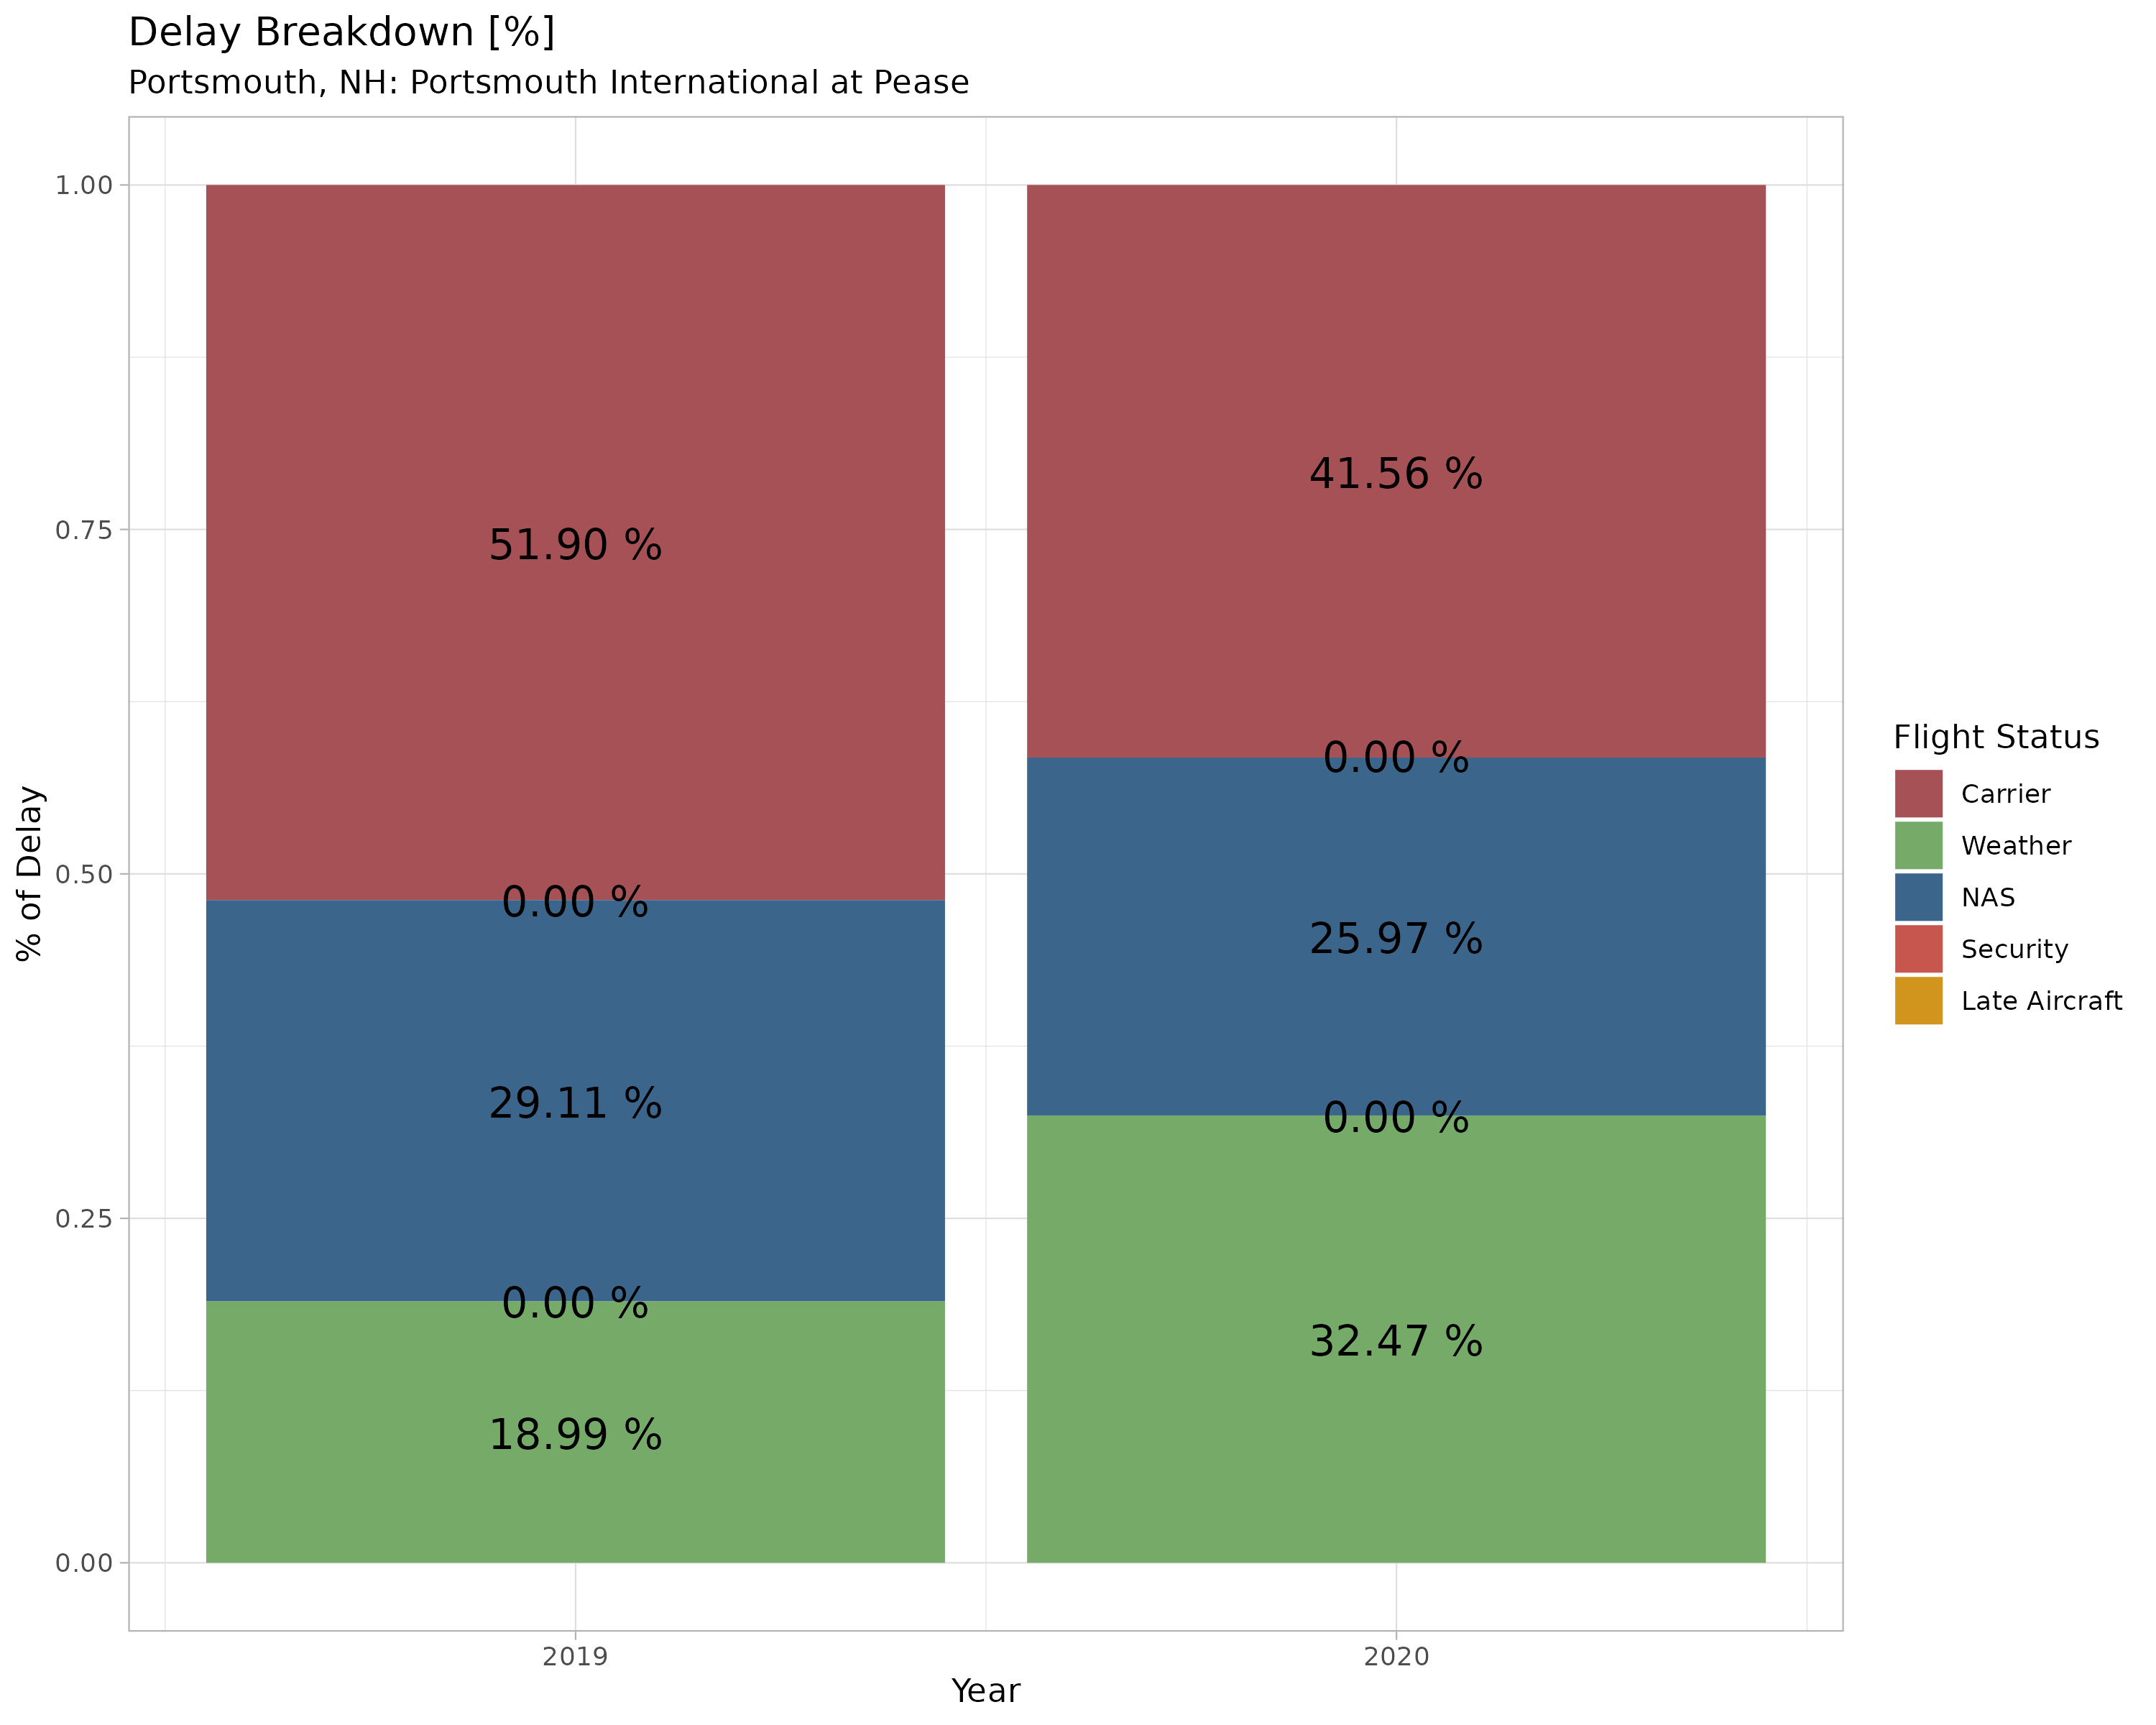 Delay Breakdown [%]
Portsmouth, NH: Portsmouth International at Pease
% of Delay
1.00
0.75
0.50
0.25
0.00
51.90 %
0.00 %
29.11 %
0.00 %
18.99 %
41.56 %
0.00 %
25.97 %
0.00 %
32.47 %
2019
2020
Year
Flight Status
Carrier
Weather
NAS
Security
Late Aircraft